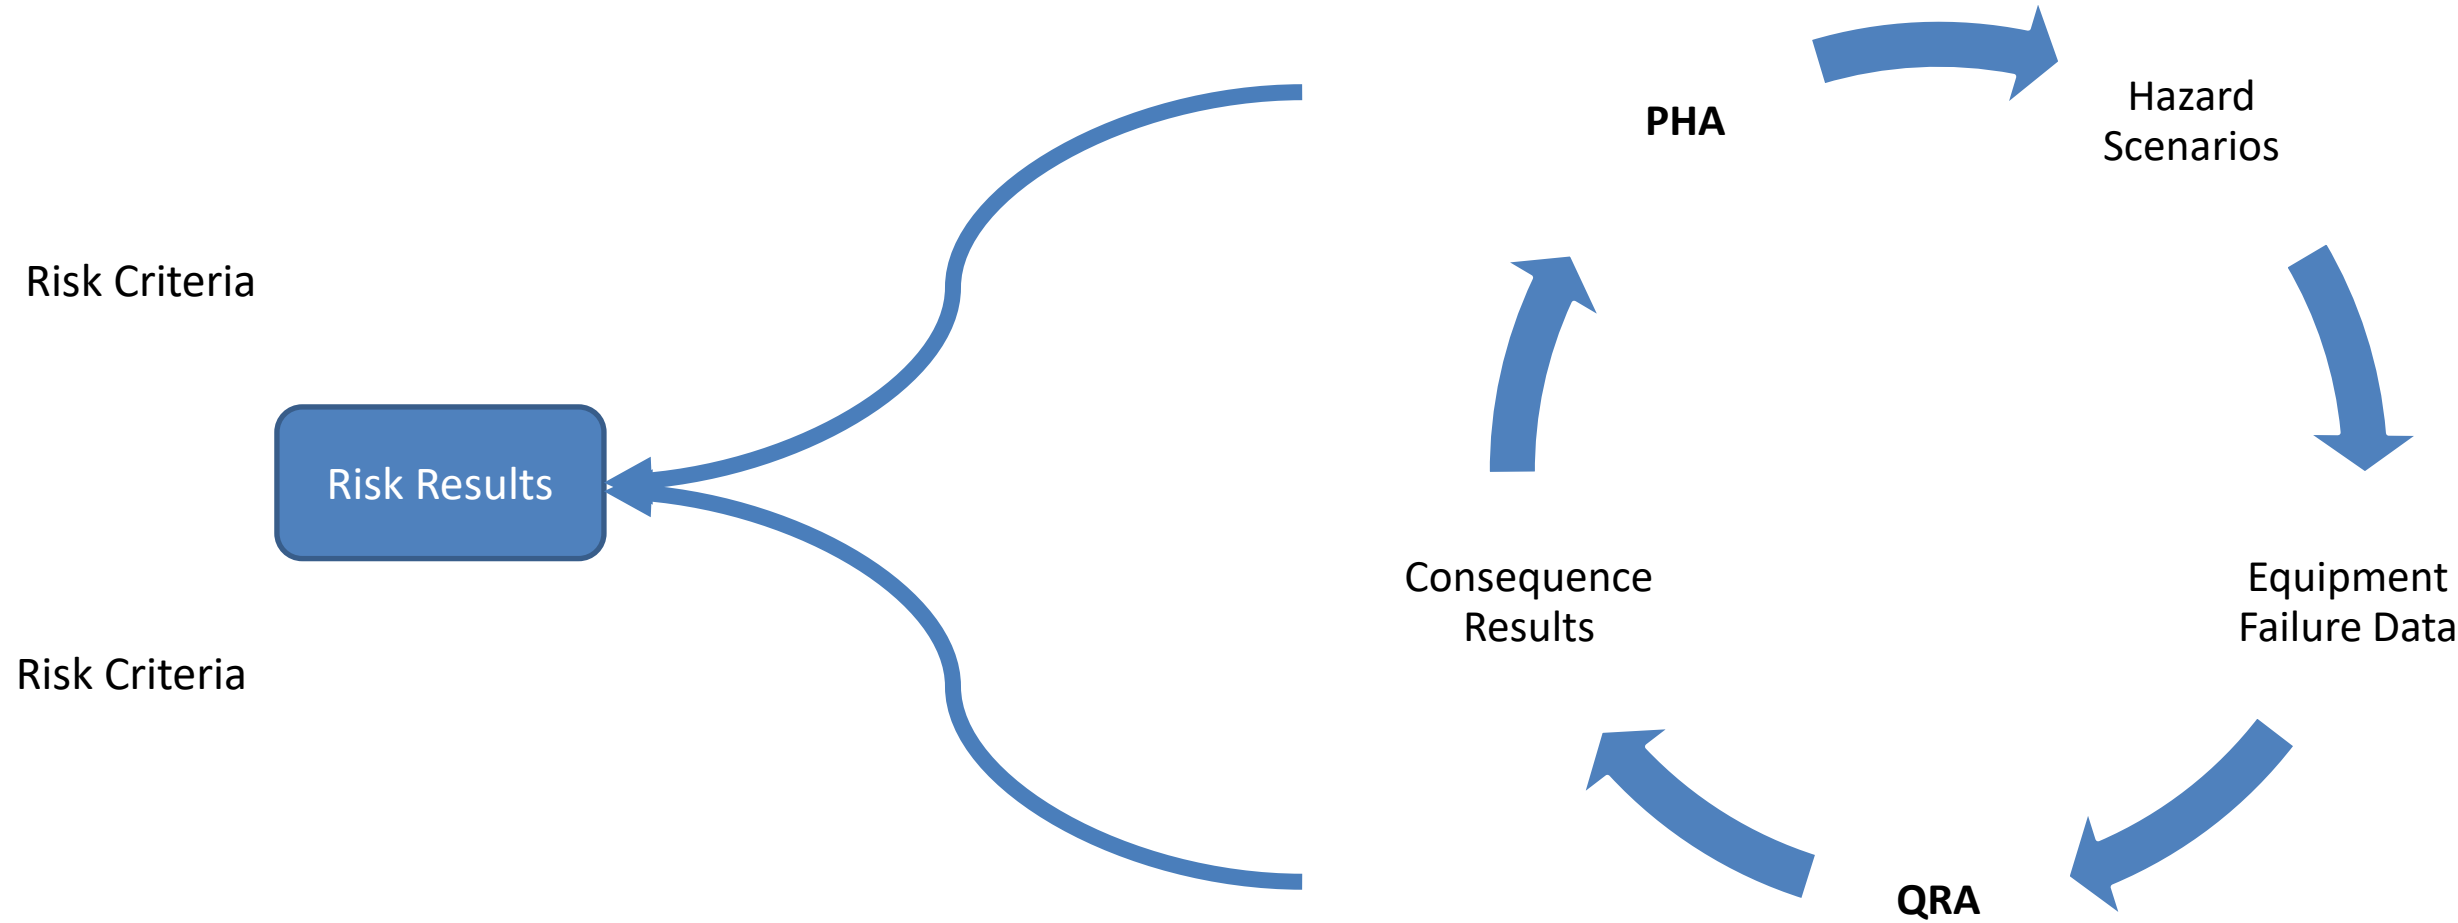 PHA
Hazard
Scenarios
Risk Criteria
Risk Results
Consequence
Results
Equipment
Failure Data
Risk Criteria
QRA